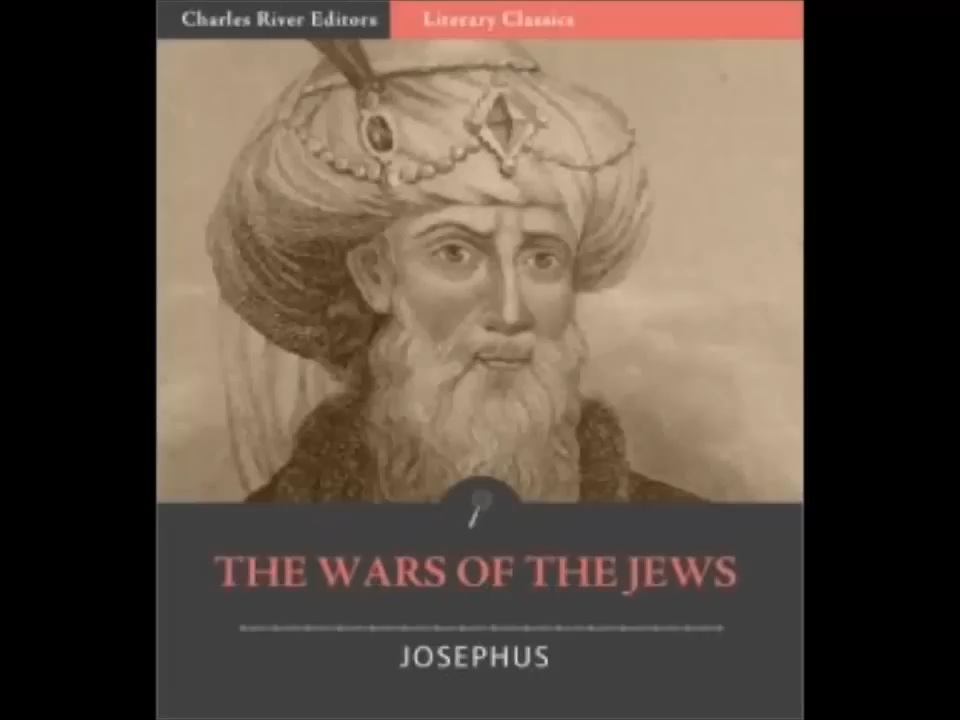 Charles River Editors
Literary Classics
THE WARS OF THE JEWS
JOSEPHUS